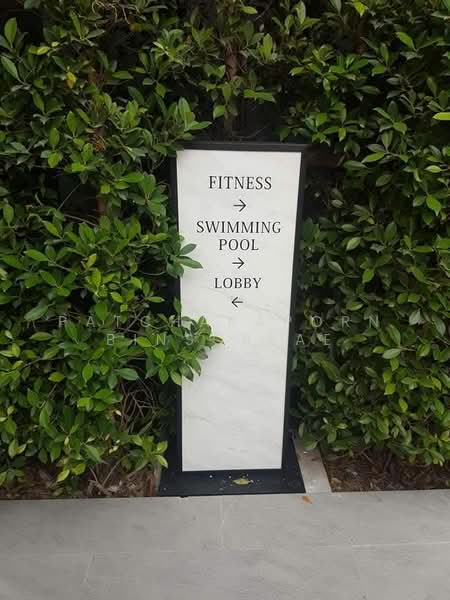 FITNESS
→
SWIMMING
POOL
→
LOBBY
←